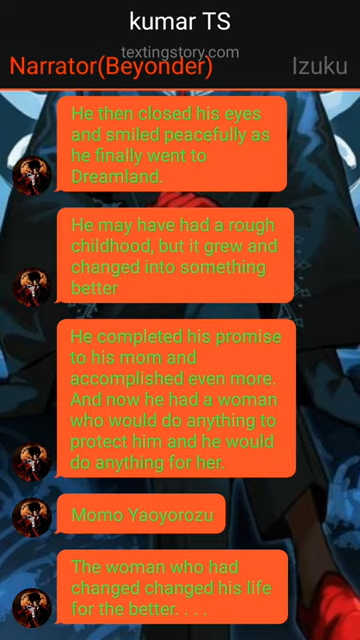 kumar TS
textingstory.com
Narrator(Beyonder) Izuku
He then closed his eyes
and smiled peacefully as
he finally went to
Dreamland.
He may have had a rough
childhood, but it grew and
changed into something
better
He completed his promise
to his mom and
accomplished even more.
And now he had a woman
who would do anything to
protect him and he would
do anything for her.
Momo Yaoyorozu
The woman who had
changed changed his life
for the better. . . .